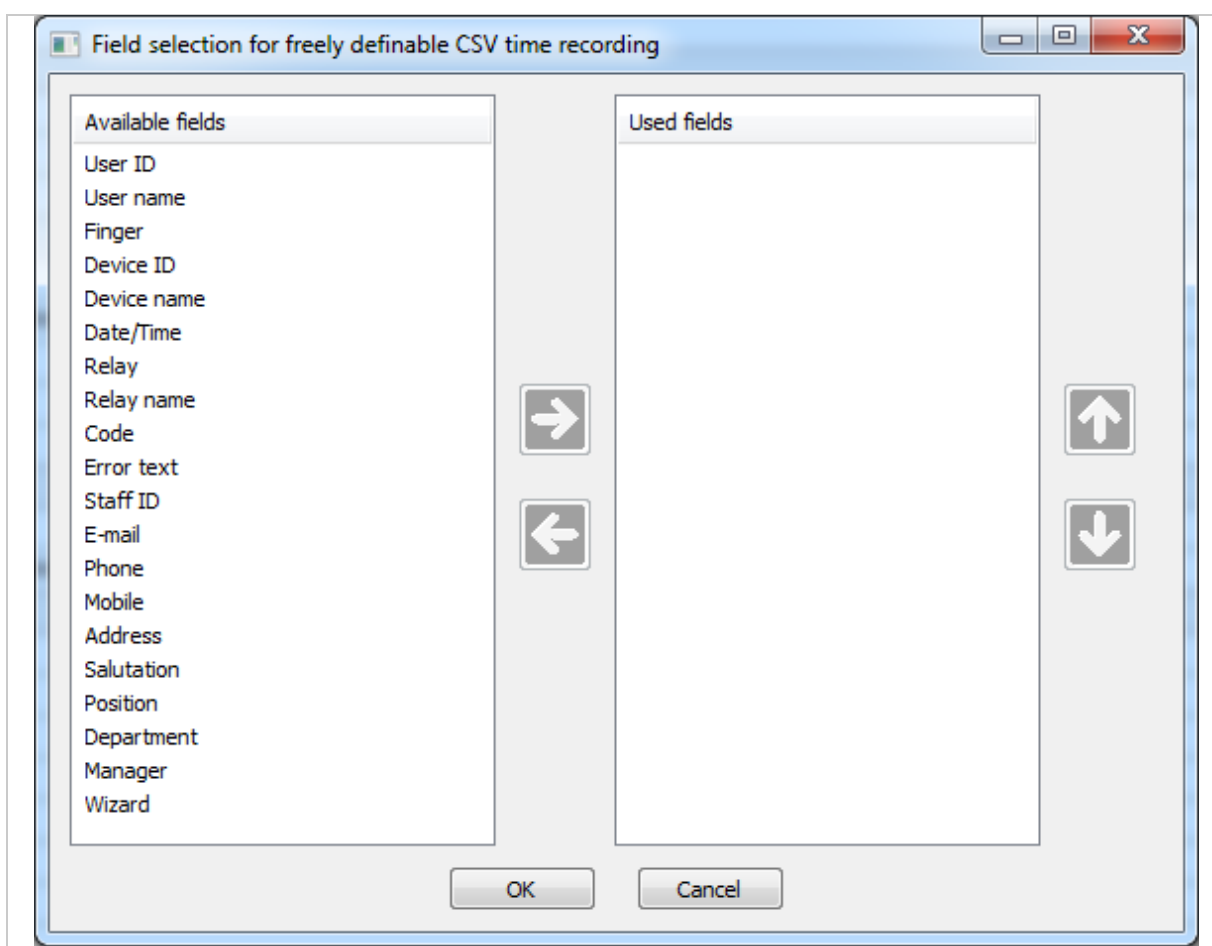 Field selection for freely definable CSV time recording
Available fields
User ID
User name
Finger
Device ID
Device name
Date/Time
Relay
Relay name
Code
Error text
Staff ID
E-mail
Phone
Mobile
Address
Salutation
Position
Department
Manager
Wizard
Used fields
OK
Cancel